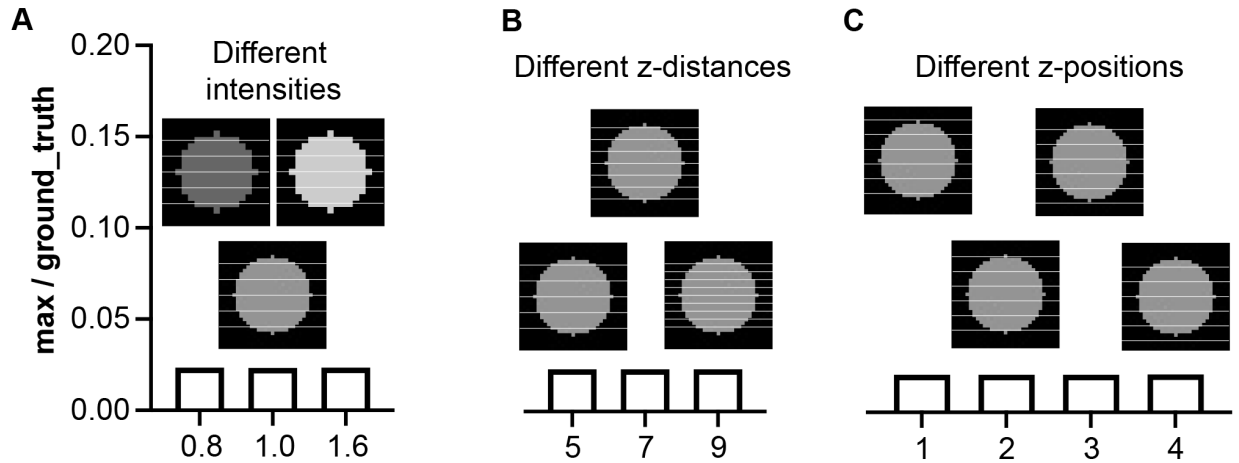 A
B
C
Different
intensities
Different z-distances
Different z-positions
max / ground_truth
0.20
0.15
0.10
0.05
0.00
0.8 1.0 1.6
5 7 9
1 2 3 4